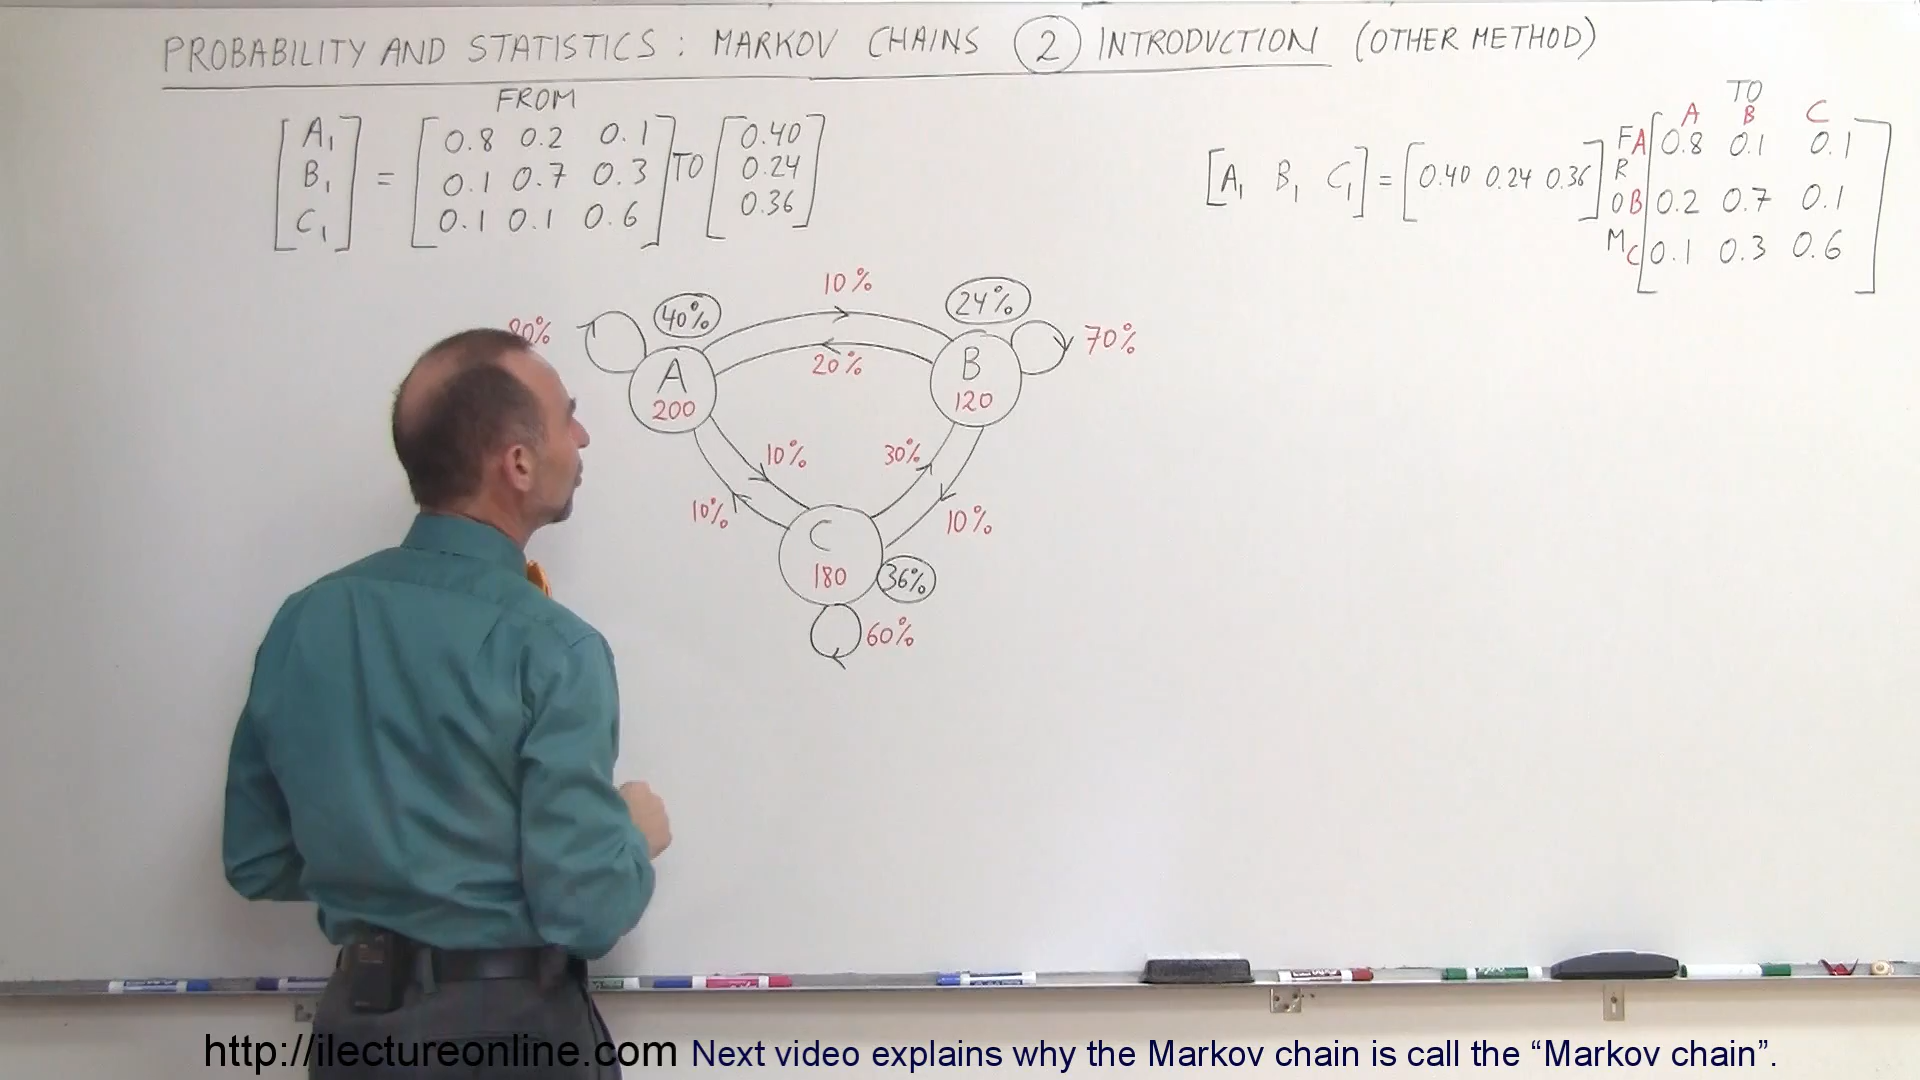 PROBABILITY AND STATISTICS : MARKOV CHAINS 2 INTRODUCTION (OTHER METHOD)
FROM
A1 = 0.8 0.2 0.1 TO 0.40
B1 0.1 0.7 0.3 0.24
C1 0.1 0.1 0.6 0.36
TO
A B C
[A1 B1 C1] = [0.40 0.24 0.36]
FROM
A 0.8 0.1 0.1
B 0.2 0.7 0.1
C 0.1 0.3 0.6
10%
40%
24%
80%
A
200
20%
B
120
70%
10%
30%
10%
10%
C
180
36%
60%
http://ilectureonline.com Next video explains why the Markov chain is call the “Markov chain”.